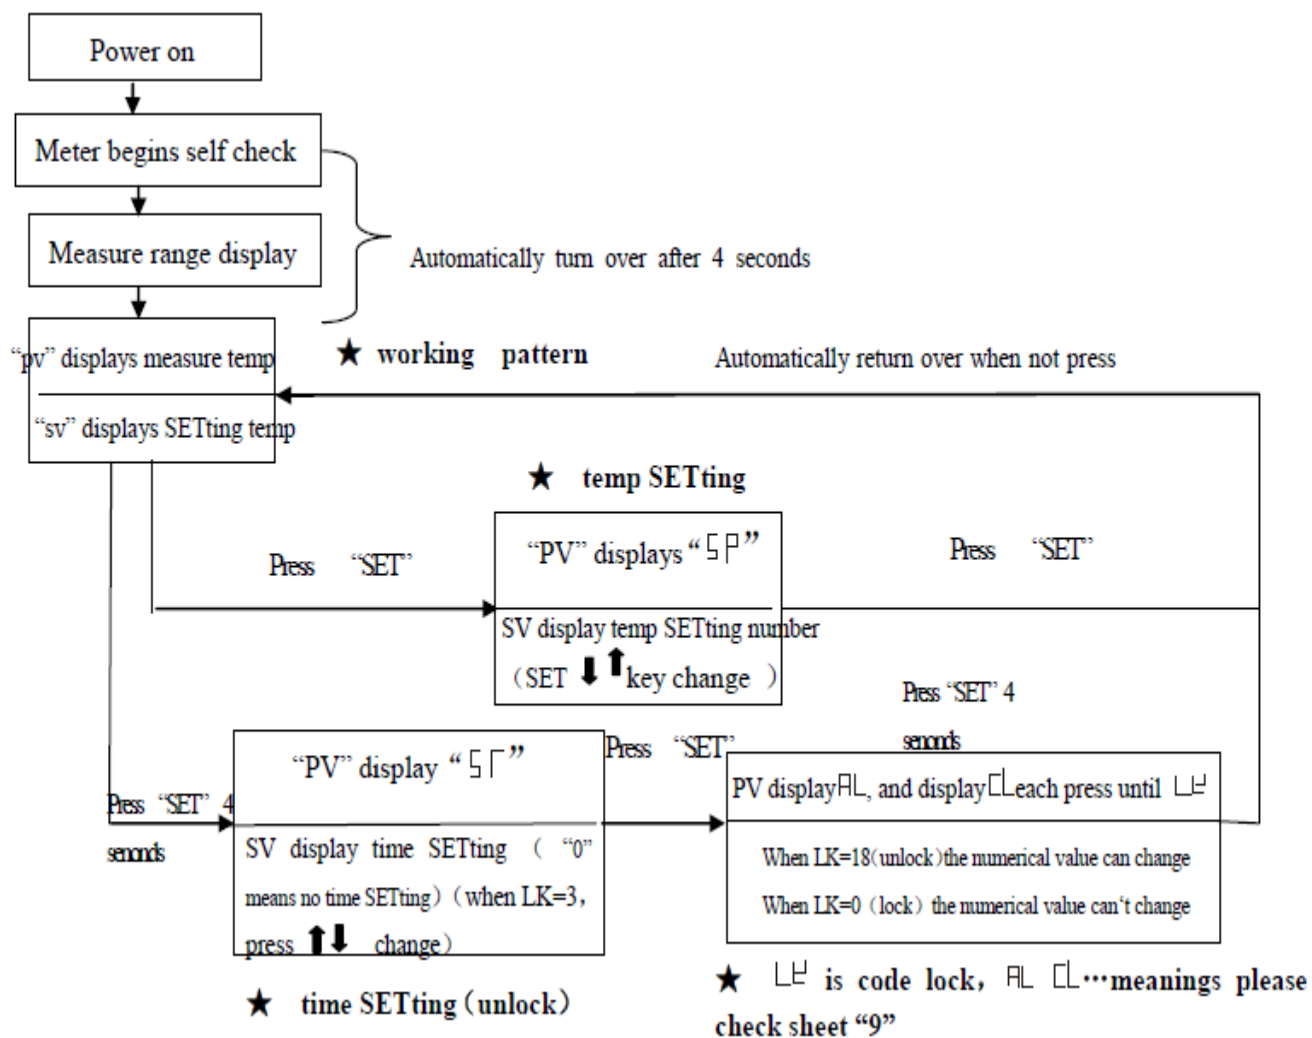 Power on
Meter begins self check
Measure range display
Automatically turn over after 4 seconds
“pv” displays measure temp
“sv” displays SETting temp
★ working pattern
Automatically return over when not press
★ temp SETting
Press “SET”
“PV” displays “SP”
SV display temp SETting number
(SET ⬇⬆key change )
Press “SET”
Press “SET” 4
senonds
“PV” display “ST”
SV display time SETting ( “0”
means no time SETting) (when LK=3,
press ⬆⬇ change)
★ time SETting (unlock)
Press “SET”
Press “SET” 4
senonds
PV display AL, and display CL each press until LK
When LK=18(unlock)the numerical value can change
When LK=0 (lock) the numerical value can‘t change
★ LK is code lock, AL CL···meanings please
check sheet “9”